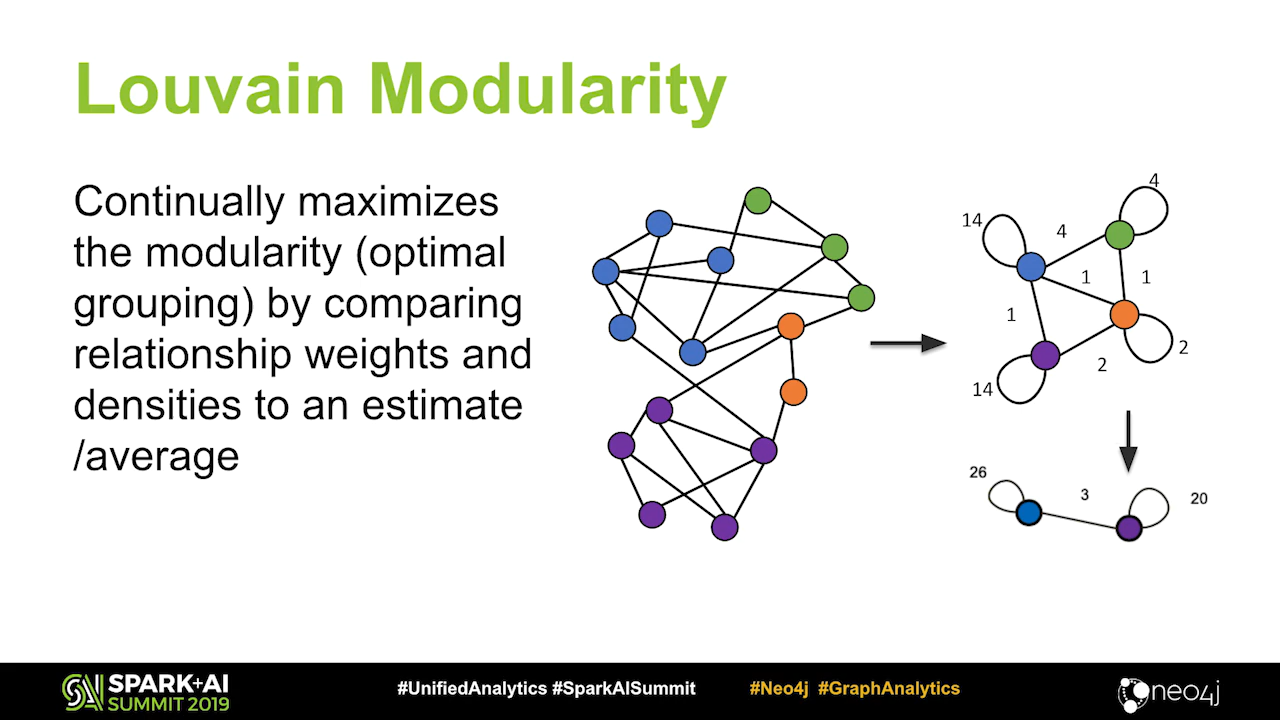 Louvain Modularity
Continually maximizes
the modularity (optimal
grouping) by comparing
relationship weights and
densities to an estimate
/average
4
14
4
1
1
1
2
2
14
26
3
20
SPARK+AI
SUMMIT 2019
#UnifiedAnalytics #SparkAISummit
#Neo4j #GraphAnalytics
neo4j